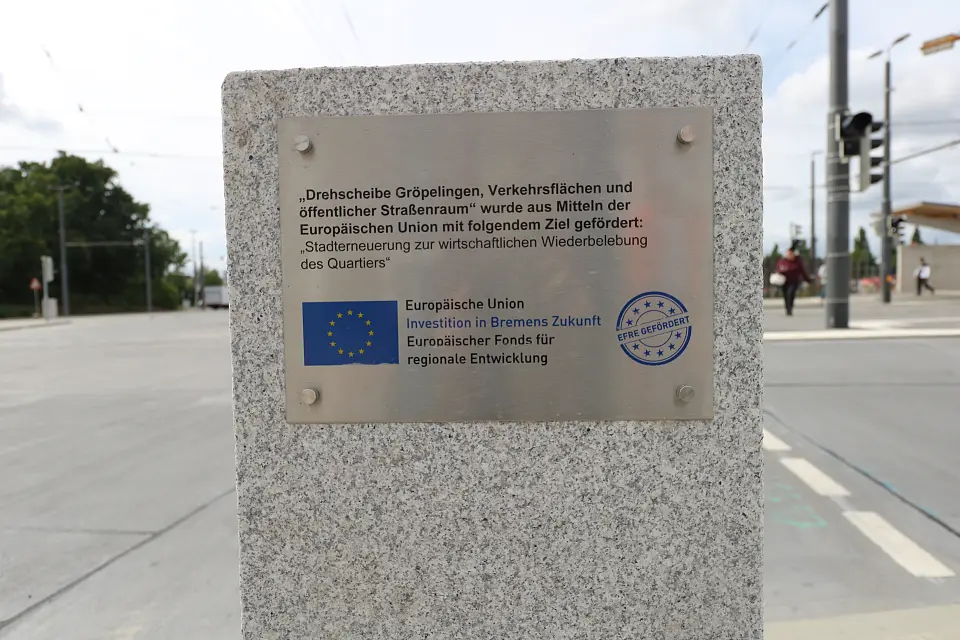 „Drehscheibe Gröpelingen, Verkehrsflächen und
öffentlicher Straßenraum“ wurde aus Mitteln der
Europäischen Union mit folgendem Ziel gefördert:
„Stadterneuerung zur wirtschaftlichen Wiederbelebung
des Quartiers“
Europäische Union
Investition in Bremens Zukunft
Europäischer Fonds für
regionale Entwicklung
EFRE GEFÖRDERT